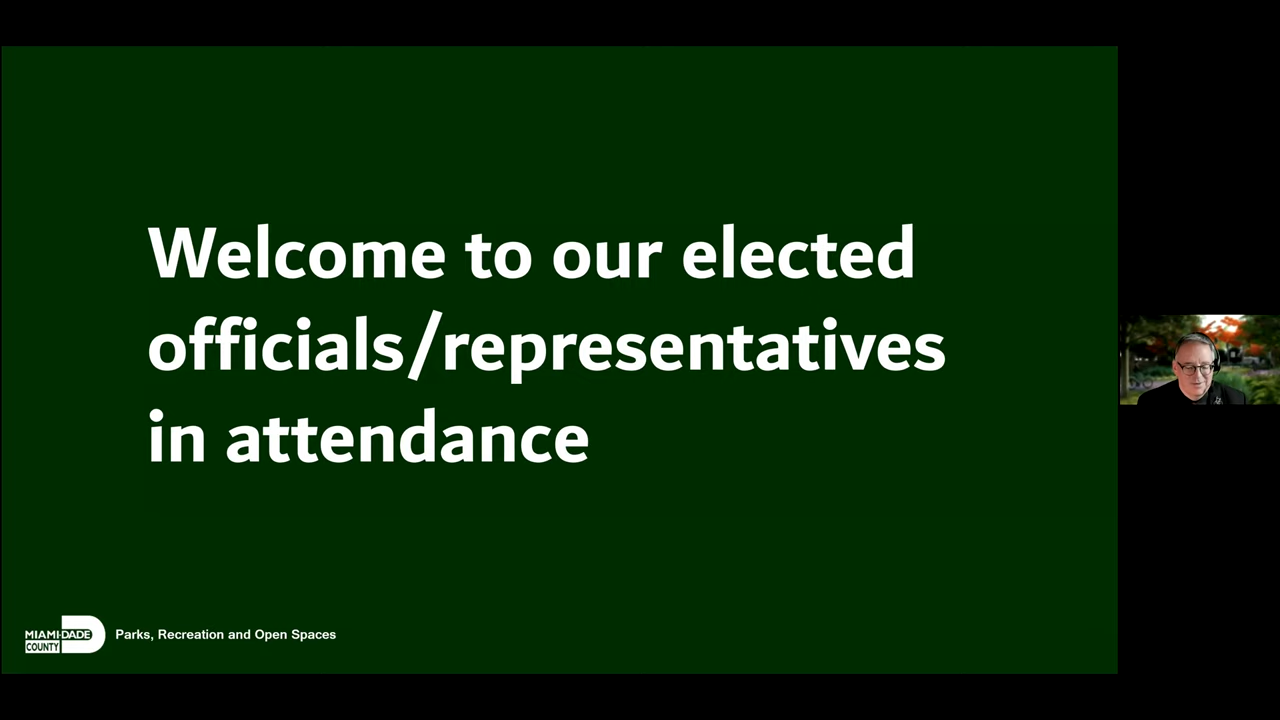 Welcome to our elected
officials/representatives
in attendance
MIAMI-DADE
COUNTY
Parks, Recreation and Open Spaces